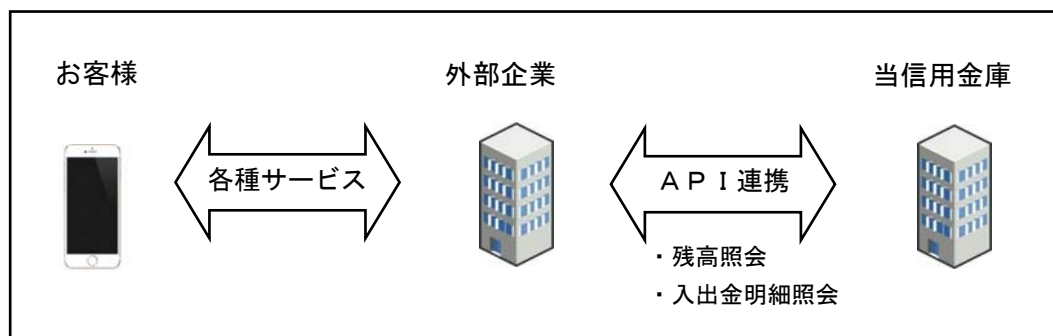 お客様
外部企業
当信用金庫
各種サービス
ＡＰＩ連携
・残高照会
・入出金明細照会